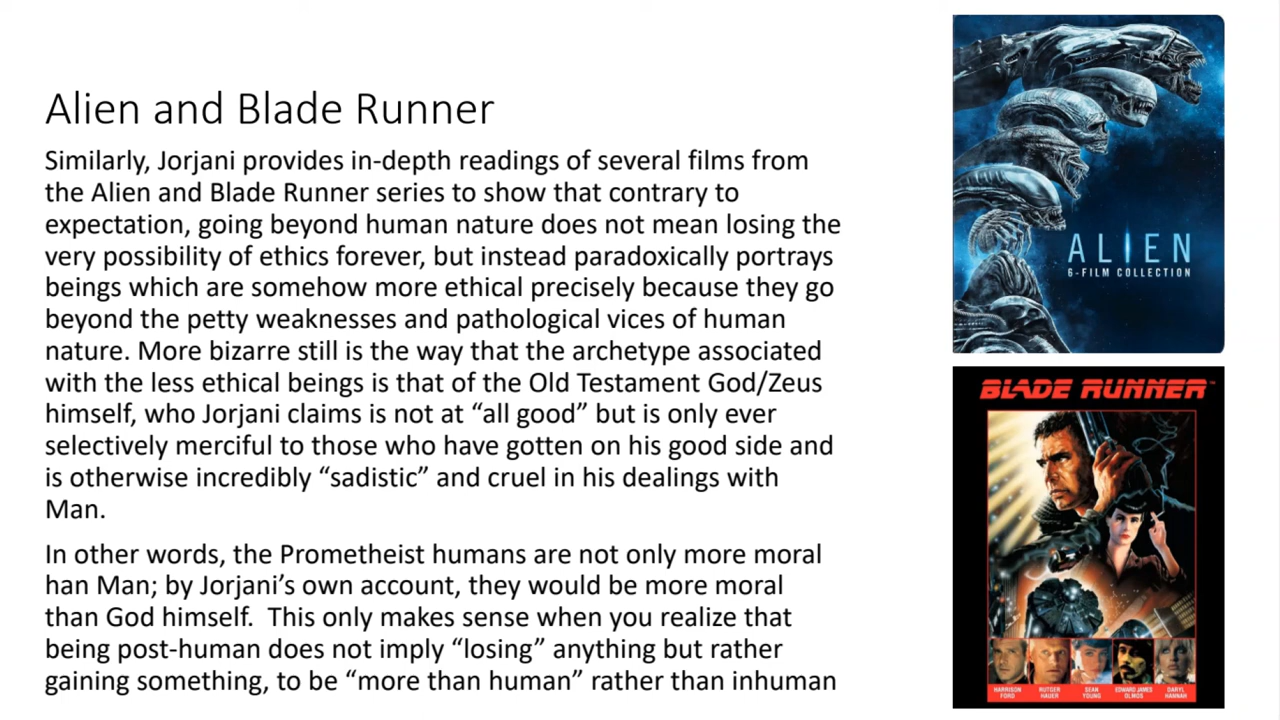 Alien and Blade Runner
Similarly, Jorjani provides in-depth readings of several films from
the Alien and Blade Runner series to show that contrary to
expectation, going beyond human nature does not mean losing the
very possibility of ethics forever, but instead paradoxically portrays
beings which are somehow more ethical precisely because they go
beyond the petty weaknesses and pathological vices of human
nature. More bizarre still is the way that the archetype associated
with the less ethical beings is that of the Old Testament God/Zeus
himself, who Jorjani claims is not at “all good” but is only ever
selectively merciful to those who have gotten on his good side and
is otherwise incredibly “sadistic” and cruel in his dealings with
Man.
In other words, the Prometheist humans are not only more moral
han Man; by Jorjani’s own account, they would be more moral
than God himself.  This only makes sense when you realize that
being post-human does not imply “losing” anything but rather
gaining something, to be “more than human” rather than inhuman
ALIEN
6-FILM COLLECTION
BLADE RUNNER™
HARRISON FORD
RUTGER HAUER
SEAN YOUNG
EDWARD JAMES OLMOS
DARYL HANNAH